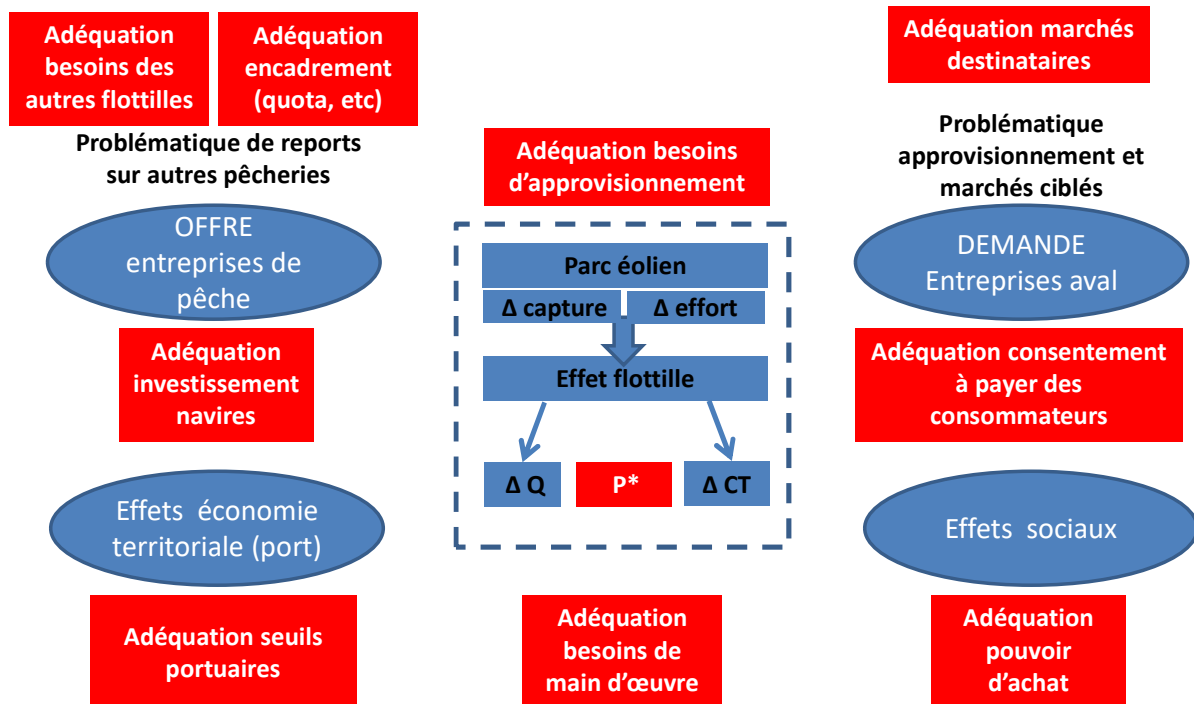 Adéquation
besoins des
autres flottilles
Adéquation
encadrement
(quota, etc)
Problématique de reports
sur autres pêcheries
OFFRE
entreprises de
pêche
Adéquation
investissement
navires
Effets économie
territoriale (port)
Adéquation seuils
portuaires
Adéquation besoins
d’approvisionnement
Parc éolien
Δ capture
Δ effort
Effet flottille
Δ Q
P*
Δ CT
Adéquation
besoins de
main d’œuvre
Adéquation marchés
destinataires
Problématique
approvisionnement et
marchés ciblés
DEMANDE
Entreprises aval
Adéquation consentement
à payer des
consommateurs
Effets sociaux
Adéquation
pouvoir
d’achat